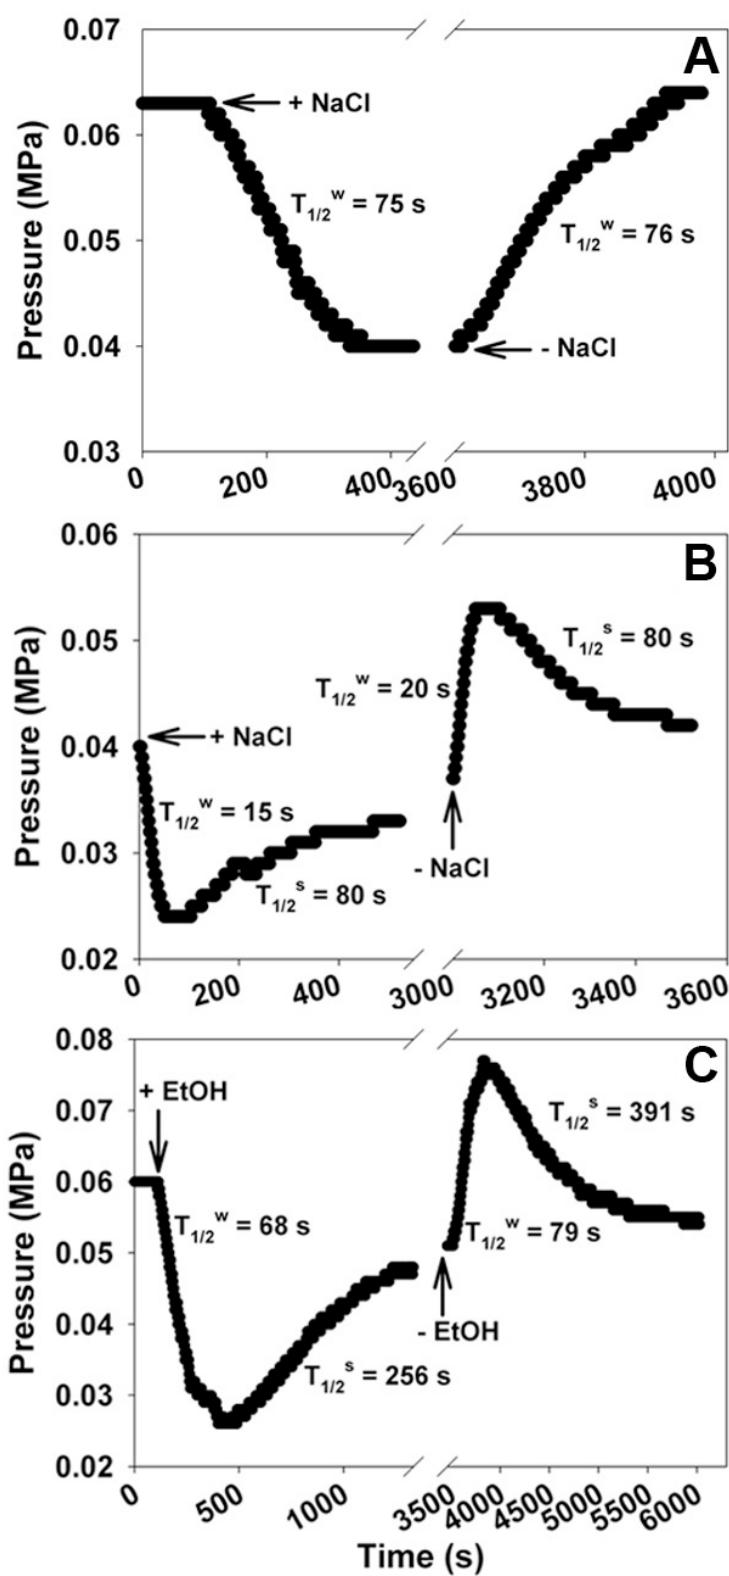 A
0.07
0.06
0.05
0.04
0.03
Pressure (MPa)
+ NaCl
T1/2w = 75 s
T1/2w = 76 s
- NaCl
0 200 400 3600 3800 4000
B
0.06
0.05
0.04
0.03
0.02
Pressure (MPa)
T1/2s = 80 s
T1/2w = 20 s
+ NaCl
T1/2w = 15 s
- NaCl
T1/2s = 80 s
0 200 400 3000 3200 3400 3600
C
0.08
0.07
0.06
0.05
0.04
0.03
0.02
Pressure (MPa)
+ EtOH
T1/2s = 391 s
T1/2w = 68 s
T1/2w = 79 s
- EtOH
T1/2s = 256 s
0 500 1000 3500 4000 4500 5000 5500 6000
Time (s)